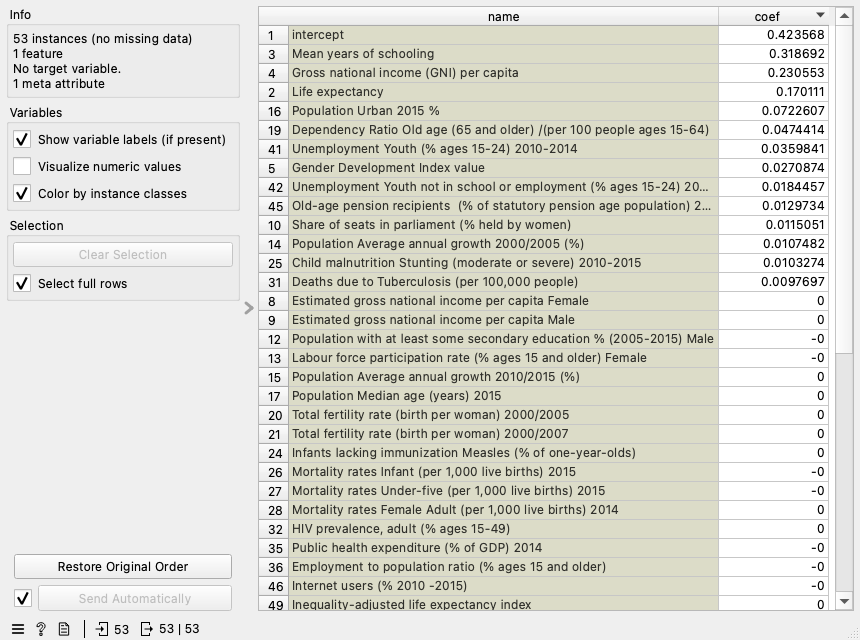 Info
53 instances (no missing data)
1 feature
No target variable.
1 meta attribute
Variables
Show variable labels (if present)
Visualize numeric values
Color by instance classes
Selection
Clear Selection
Select full rows
Restore Original Order
Send Automatically
53
53 | 53
name coef
1 intercept 0.423568
3 Mean years of schooling 0.318692
4 Gross national income (GNI) per capita 0.230553
2 Life expectancy 0.170111
16 Population Urban 2015 % 0.0722607
19 Dependency Ratio Old age (65 and older) /(per 100 people ages 15-64) 0.0474414
41 Unemployment Youth (% ages 15-24) 2010-2014 0.0359841
5 Gender Development Index value 0.0270874
42 Unemployment Youth not in school or employment (% ages 15-24) 20... 0.0184457
45 Old-age pension recipients (% of statutory pension age population) 2... 0.0129734
10 Share of seats in parliament (% held by women) 0.0115051
14 Population Average annual growth 2000/2005 (%) 0.0107482
25 Child malnutrition Stunting (moderate or severe) 2010-2015 0.0103274
31 Deaths due to Tuberculosis (per 100,000 people) 0.0097697
8 Estimated gross national income per capita Female 0
9 Estimated gross national income per capita Male 0
12 Population with at least some secondary education % (2005-2015) Male -0
13 Labour force participation rate (% ages 15 and older) Female -0
15 Population Average annual growth 2010/2015 (%) 0
17 Population Median age (years) 2015 0
20 Total fertility rate (birth per woman) 2000/2005 0
21 Total fertility rate (birth per woman) 2000/2007 0
24 Infants lacking immunization Measles (% of one-year-olds) 0
26 Mortality rates Infant (per 1,000 live births) 2015 -0
27 Mortality rates Under-five (per 1,000 live births) 2015 -0
28 Mortality rates Female Adult (per 1,000 live births) 2014 0
32 HIV prevalence, adult (% ages 15-49) 0
35 Public health expenditure (% of GDP) 2014 -0
36 Employment to population ratio (% ages 15 and older) -0
46 Internet users (% 2010 -2015) -0
49 Inequality-adjusted life expectancy index 0